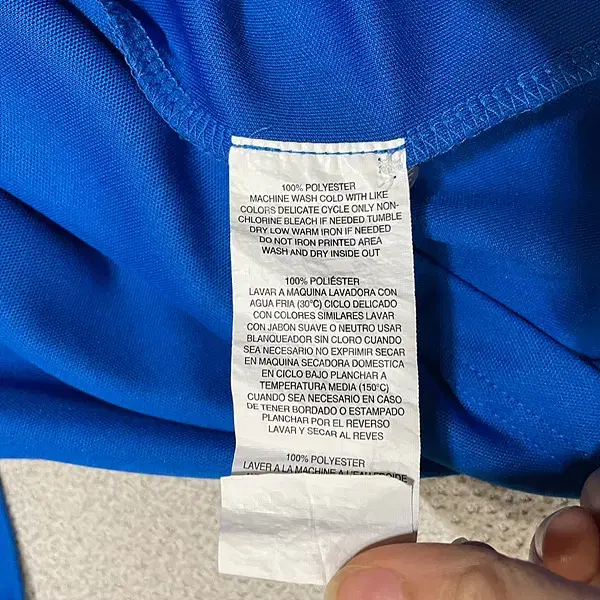 100% POLYESTER
MACHINE WASH COLD WITH LIKE
COLORS DELICATE CYCLE ONLY NON-
CHLORINE BLEACH IF NEEDED TUMBLE
DRY LOW WARM IRON IF NEEDED
DO NOT IRON PRINTED AREA
WASH AND DRY INSIDE OUT
100% POLIÉSTER
LAVAR A MAQUINA LAVADORA CON
AGUA FRIA (30°C) CICLO DELICADO
CON COLORES SIMILARES LAVAR
CON JABON SUAVE O NEUTRO USAR
BLANQUEADOR SIN CLORO CUANDO
SEA NECESARIO NO EXPRIMIR SECAR
EN MAQUINA SECADORA DOMESTICA
EN CICLO BAJO PLANCHAR A
TEMPERATURA MEDIA (150°C)
CUANDO SEA NECESARIO EN CASO
DE TENER BORDADO O ESTAMPADO
PLANCHAR POR EL REVERSO
LAVAR Y SECAR AL REVES
100% POLYESTER
LAVER A LA MACHINE A L'EAU FROIDE